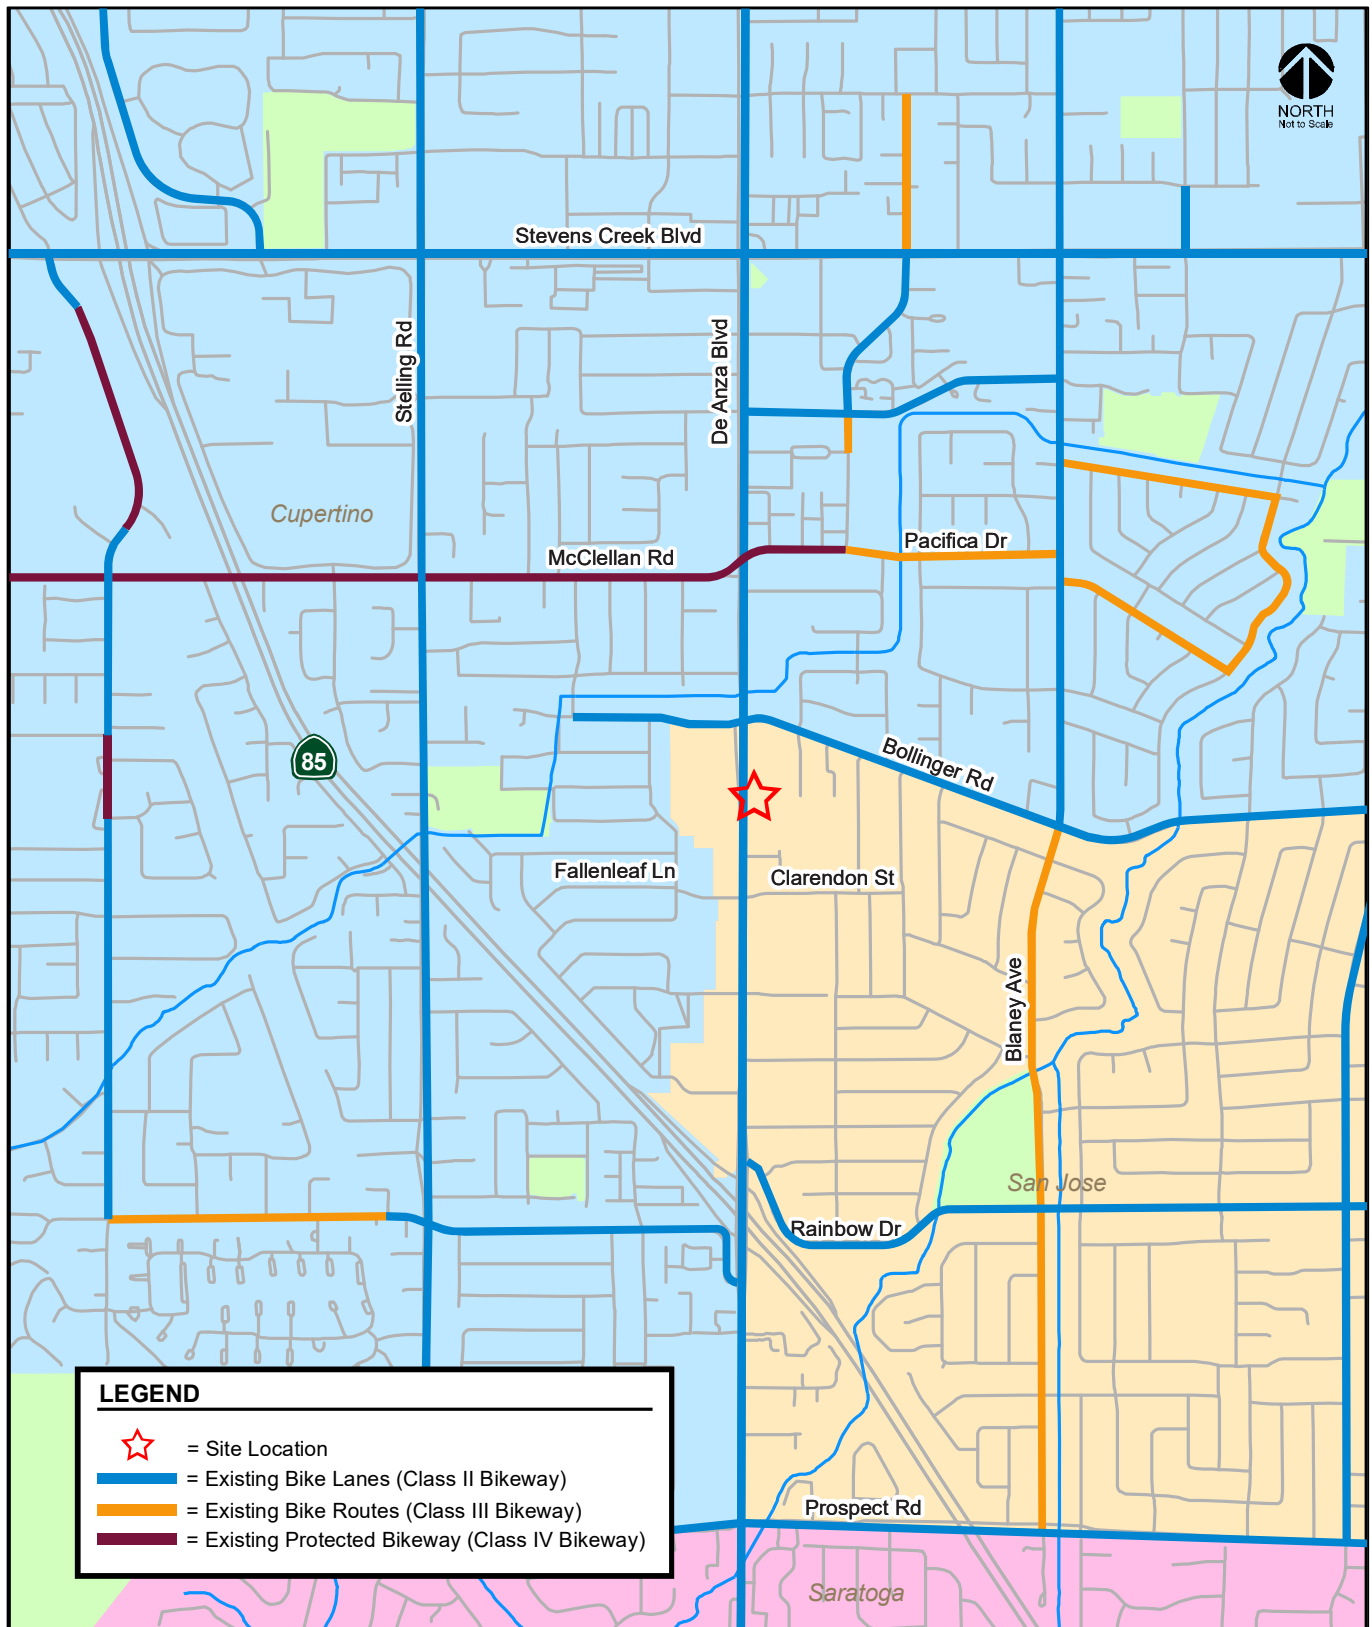 NORTH
Not to Scale
Stevens Creek Blvd
Stelling Rd
De Anza Blvd
Cupertino
Pacifica Dr
McClellan Rd
Bollinger Rd
85
Fallenleaf Ln
Clarendon St
Blaney Ave
San Jose
Rainbow Dr
LEGEND
= Site Location
= Existing Bike Lanes (Class II Bikeway)
= Existing Bike Routes (Class III Bikeway)
= Existing Protected Bikeway (Class IV Bikeway)
Prospect Rd
Saratoga